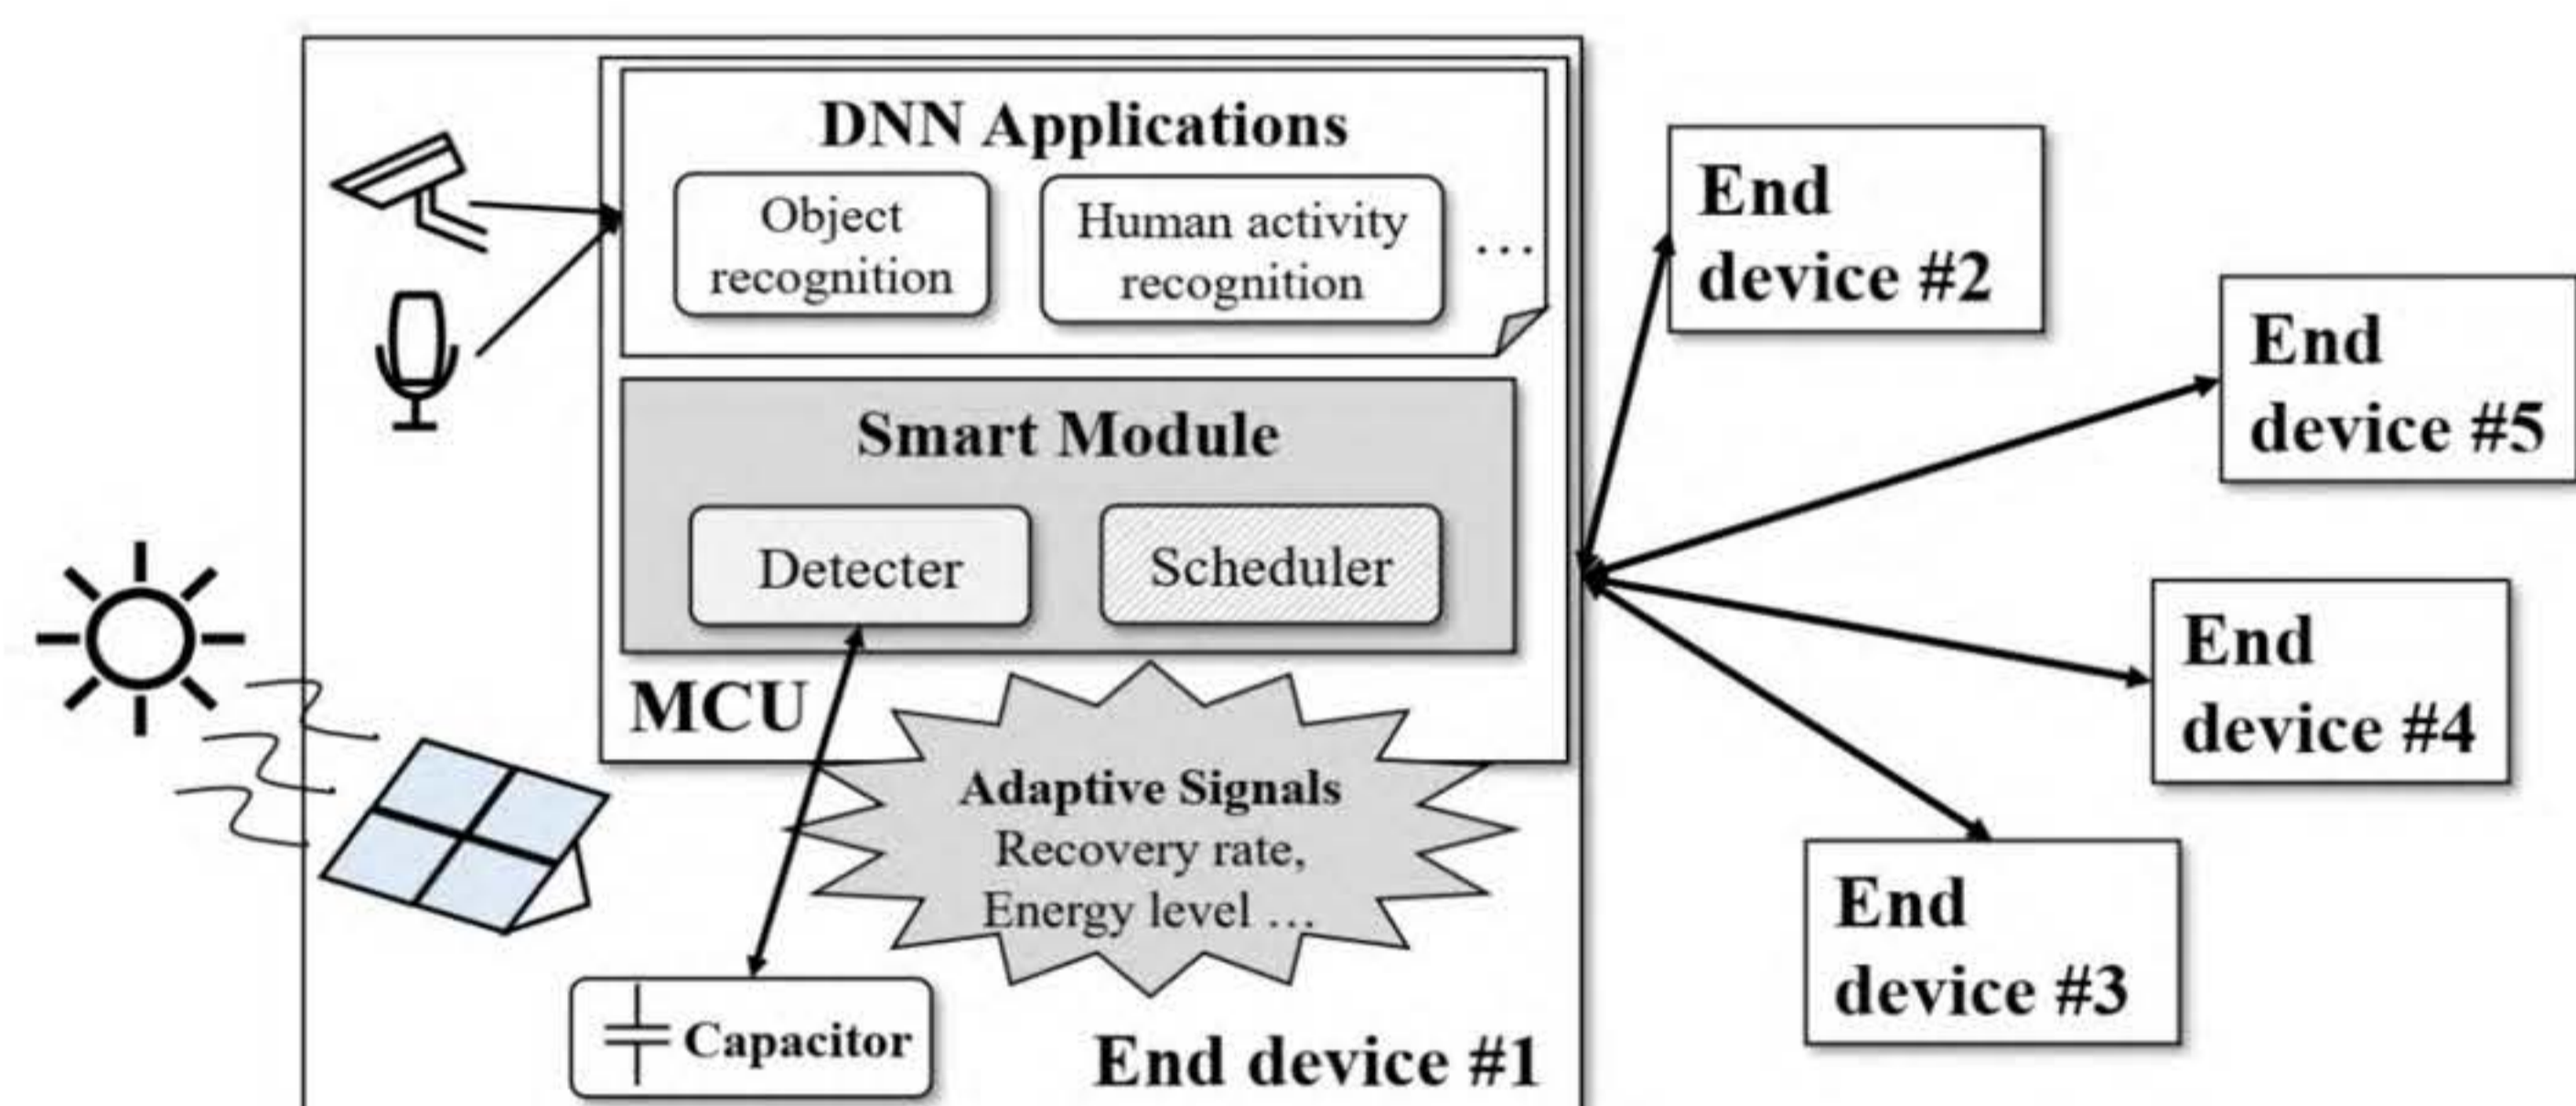 DNN Applications
Object
recognition
Human activity
recognition
...
Smart Module
Detecter
Scheduler
MCU
Adaptive Signals
Recovery rate,
Energy level ...
Capacitor
End device #1
End
device #2
End
device #5
End
device #4
End
device #3